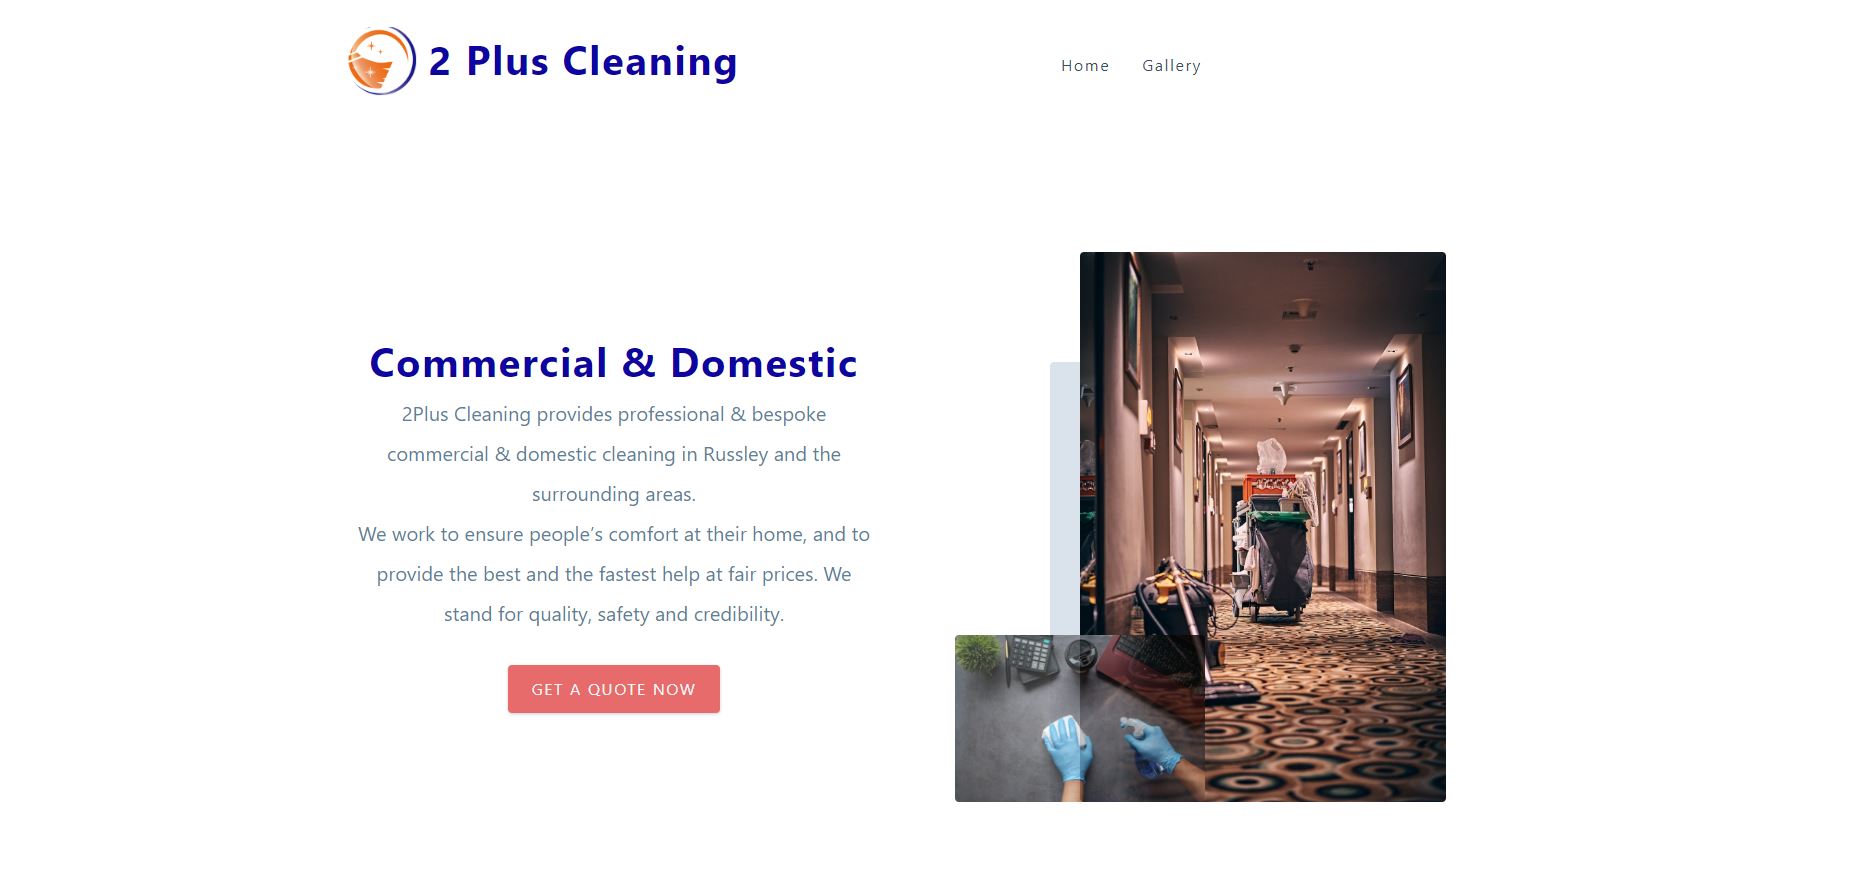 2 Plus Cleaning
Home Gallery
Commercial & Domestic
2Plus Cleaning provides professional & bespoke
commercial & domestic cleaning in Russley and the
surrounding areas.
We work to ensure people’s comfort at their home, and to
provide the best and the fastest help at fair prices. We
stand for quality, safety and credibility.
GET A QUOTE NOW